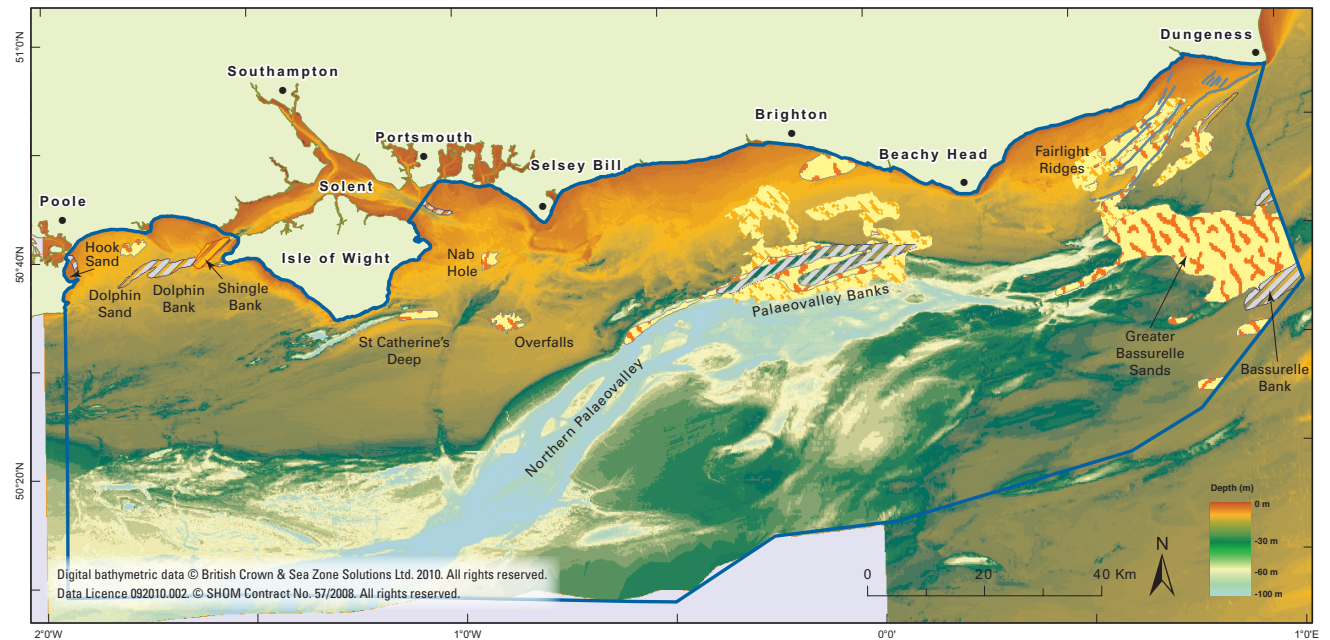 Dungeness
51°0'N
Southampton
Brighton
Portsmouth
Beachy Head
Selsey Bill
Fairlight
Ridges
Solent
Poole
Hook
Sand
Isle of Wight
Nab
Hole
50°40'N
Dolphin
Sand
Dolphin
Bank
Shingle
Bank
Palaeovalley Banks
St Catherine's
Deep
Overfalls
Greater
Bassurelle
Sands
Bassurelle
Bank
Northern Palaeovalley
50°20'N
Depth (m)
0 m
-30 m
-60 m
-100 m
N
0 20 40 Km
Digital bathymetric data © British Crown & Sea Zone Solutions Ltd. 2010. All rights reserved.
Data Licence 092010.002. © SHOM Contract No. 57/2008. All rights reserved.
2°0'W 1°0'W 0°0' 1°0'E